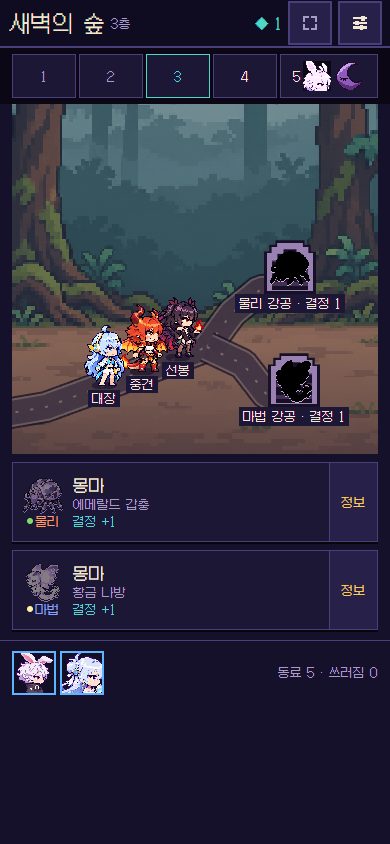 새벽의 숲 3층 1
1 2 3 4 5
물리 강공 · 결정 1
선봉
중견
대장
마법 강공 · 결정 1
몽마
에메랄드 갑충
물리 결정 +1
정보
몽마
황금 나방
마법 결정 +1
정보
동료 5 · 쓰러짐 0